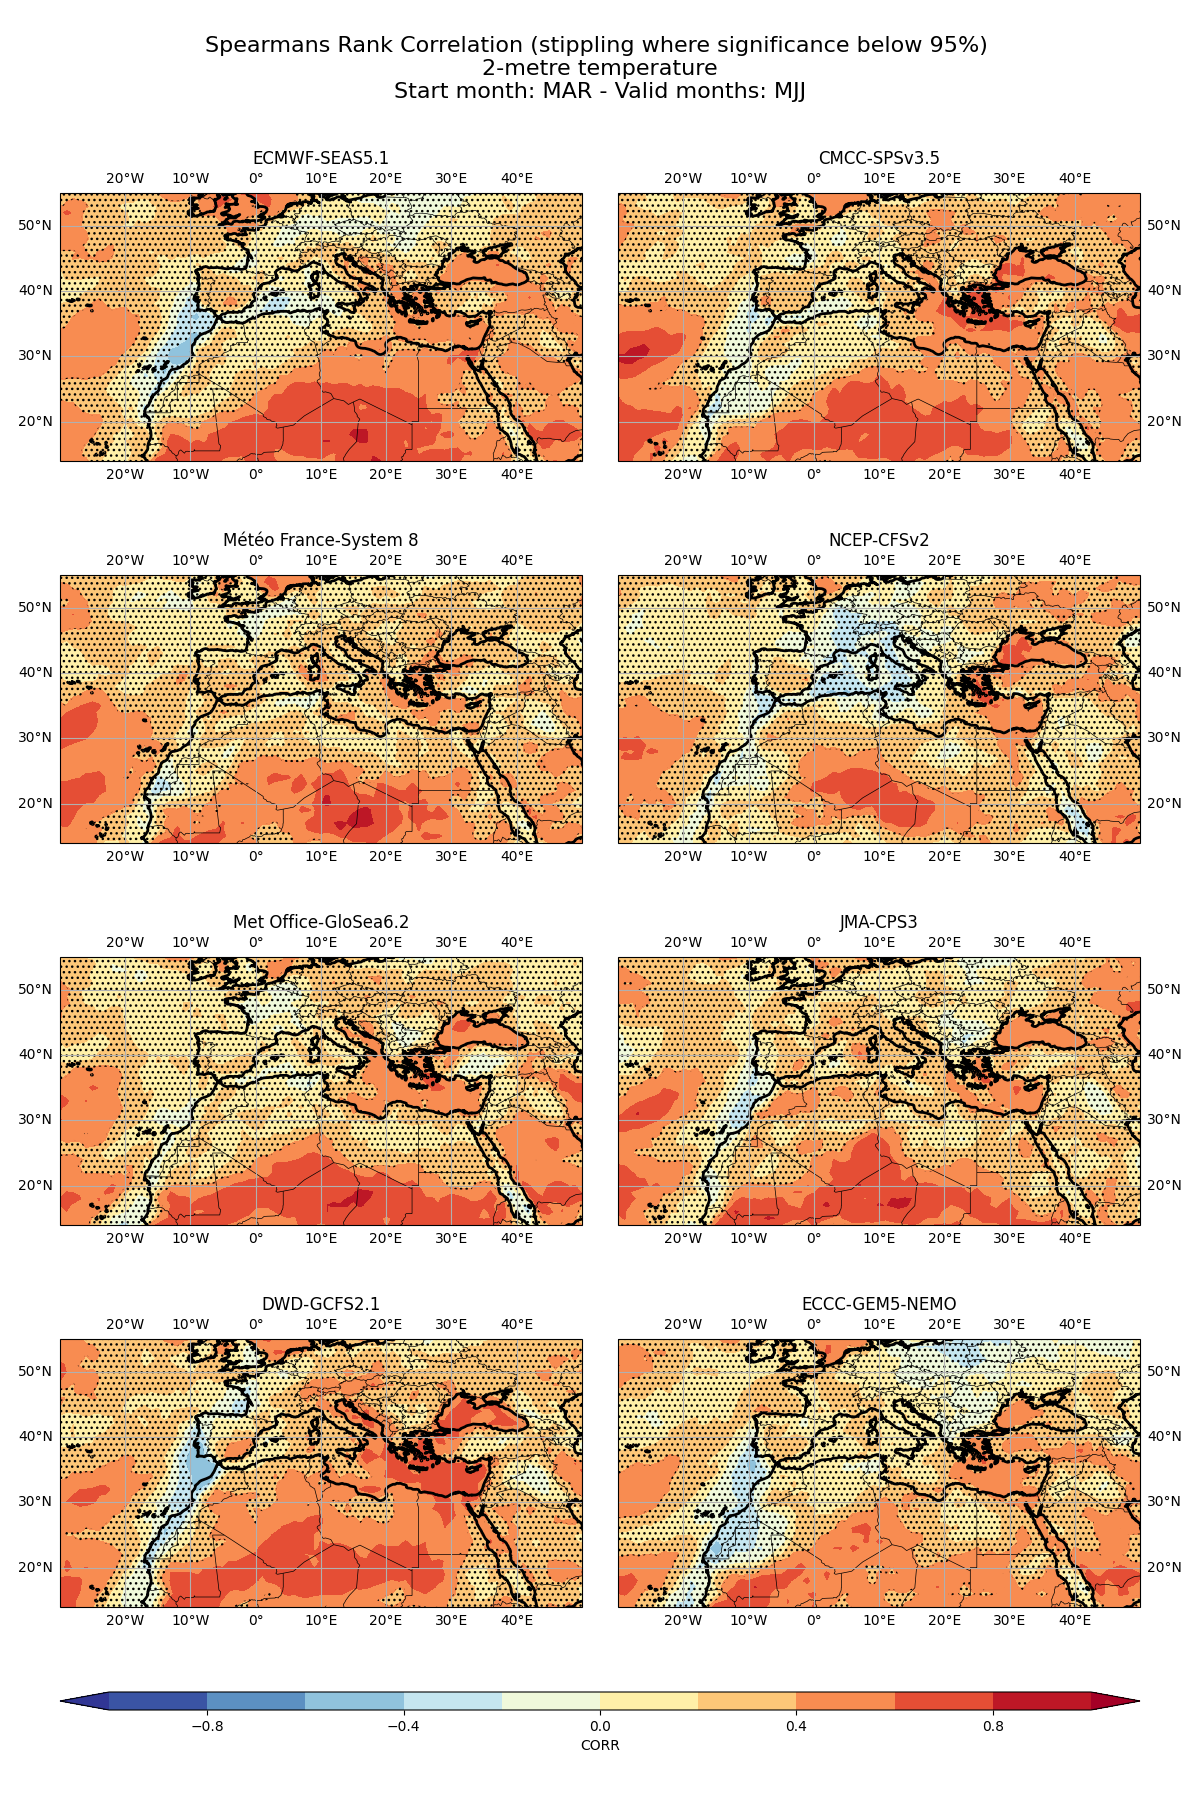 Spearmans Rank Correlation (stippling where significance below 95%)
2-metre temperature
Start month: MAR - Valid months: MJJ
ECMWF-SEAS5.1
20°W 10°W 0° 10°E 20°E 30°E 40°E
50°N
40°N
30°N
20°N
20°W 10°W 0° 10°E 20°E 30°E 40°E
CMCC-SPSv3.5
20°W 10°W 0° 10°E 20°E 30°E 40°E
50°N
40°N
30°N
20°N
20°W 10°W 0° 10°E 20°E 30°E 40°E
Météo France-System 8
20°W 10°W 0° 10°E 20°E 30°E 40°E
50°N
40°N
30°N
20°N
20°W 10°W 0° 10°E 20°E 30°E 40°E
NCEP-CFSv2
20°W 10°W 0° 10°E 20°E 30°E 40°E
50°N
40°N
30°N
20°N
20°W 10°W 0° 10°E 20°E 30°E 40°E
Met Office-GloSea6.2
20°W 10°W 0° 10°E 20°E 30°E 40°E
50°N
40°N
30°N
20°N
20°W 10°W 0° 10°E 20°E 30°E 40°E
JMA-CPS3
20°W 10°W 0° 10°E 20°E 30°E 40°E
50°N
40°N
30°N
20°N
20°W 10°W 0° 10°E 20°E 30°E 40°E
DWD-GCFS2.1
20°W 10°W 0° 10°E 20°E 30°E 40°E
50°N
40°N
30°N
20°N
20°W 10°W 0° 10°E 20°E 30°E 40°E
ECCC-GEM5-NEMO
20°W 10°W 0° 10°E 20°E 30°E 40°E
50°N
40°N
30°N
20°N
20°W 10°W 0° 10°E 20°E 30°E 40°E
−0.8 −0.4 0.0 0.4 0.8
CORR